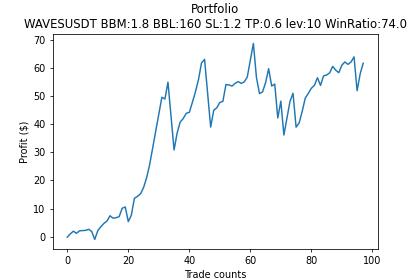 Portfolio
WAVESUSDT BBM:1.8 BBL:160 SL:1.2 TP:0.6 lev:10 WinRatio:74.0
70
60
50
40
30
20
10
0
Profit ($)
0 20 40 60 80 100
Trade counts